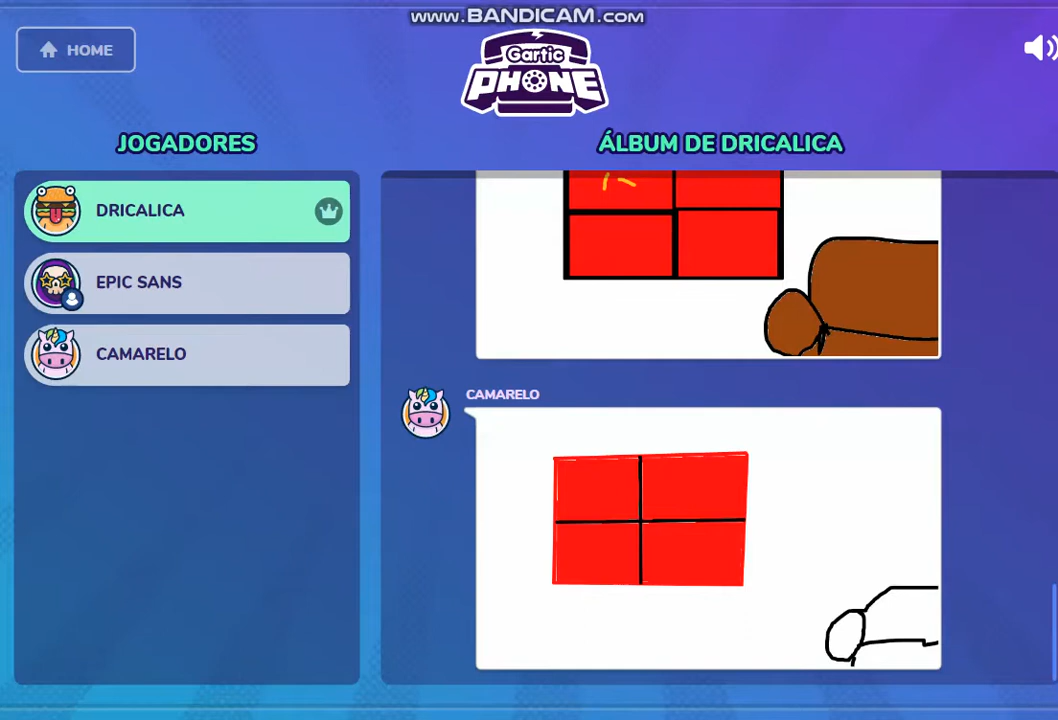 www.BANDICAM.com
HOME
Gartic
PHONE
JOGADORES
ÁLBUM DE DRICALICA
DRICALICA
EPIC SANS
CAMARELO
CAMARELO